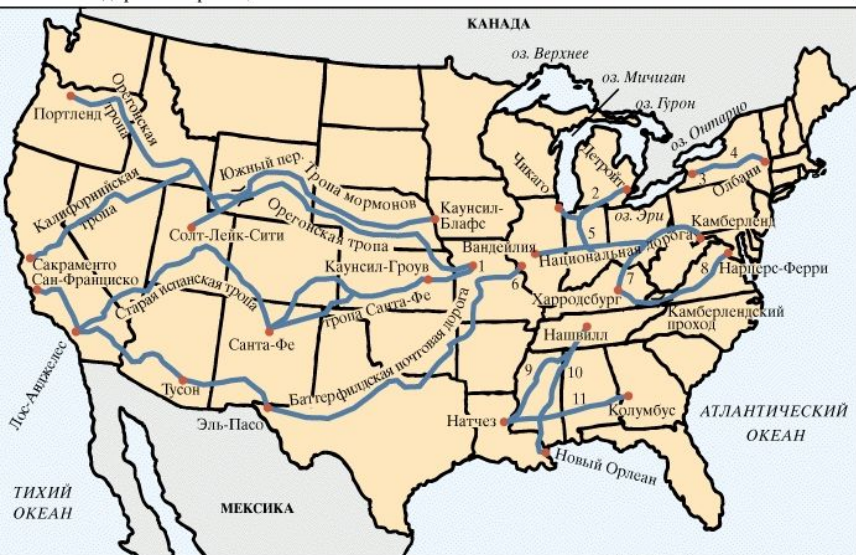 КАНАДА
оз. Верхнее
оз. Мичиган
оз. Гурон
оз. Онтарио
Орегонская
тропа
Портленд
Чикаго
Детройт
2
3
4
Олбани
Южный пер.
Тропа мормонов
Калифорнийская
тропа
Каунсил-
Блафс
оз. Эри
Камберленд
5
Солт-Лейк-Сити
Орегонская тропа
Вандейлия
Национальная дорога
Сакраменто
Сан-Франциско
Каунсил-Гроув
1
6
7
8
Нарперс-Ферри
Старая испанская тропа
тропа Санта-Фе
Харродсбург
Камберлендский
проход
Санта-Фе
Нашвилл
Лос-Анджелес
9
10
Тусон
Баттерфилдская почтовая дорога
11
Колумбус
Эль-Пасо
Натчез
АТЛАНТИЧЕСКИЙ
ОКЕАН
Новый Орлеан
ТИХИЙ
ОКЕАН
МЕКСИКА